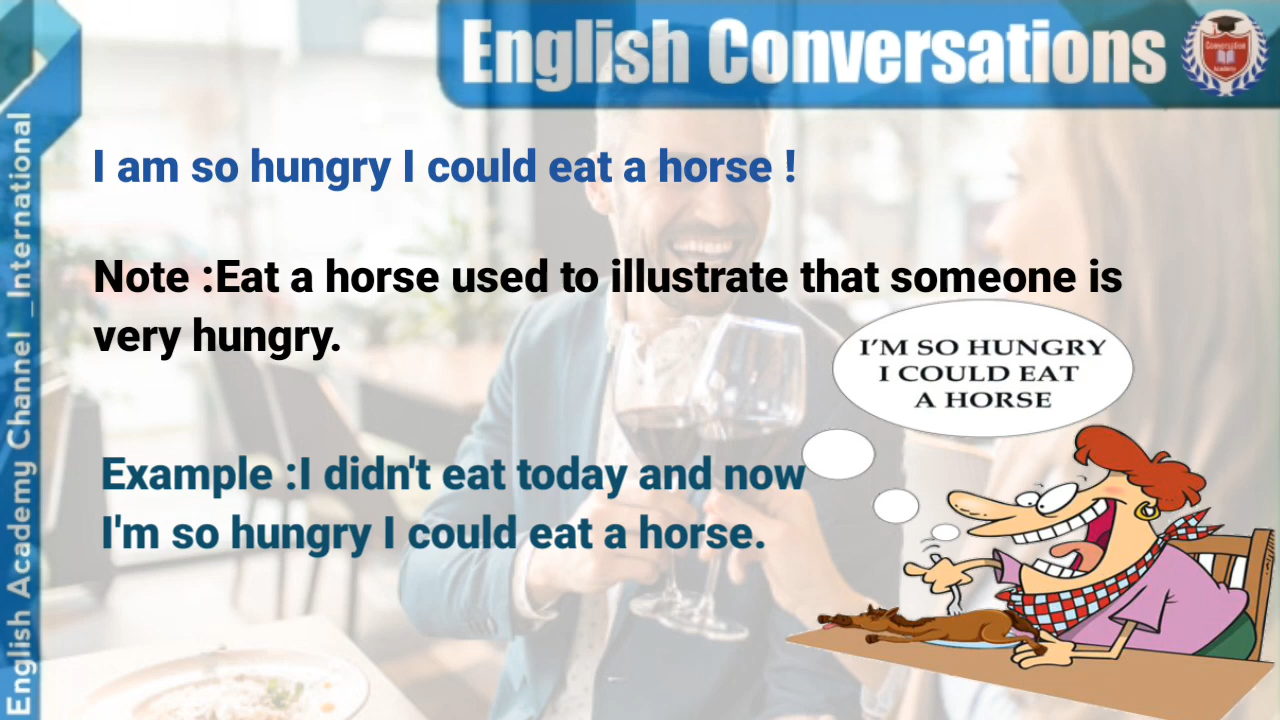 English Conversations
Conversation
I am so hungry I could eat a horse !
Note :Eat a horse used to illustrate that someone is
very hungry.
I'M SO HUNGRY
I COULD EAT
A HORSE
Example :I didn't eat today and now
I'm so hungry I could eat a horse.
English Academy Channel _International